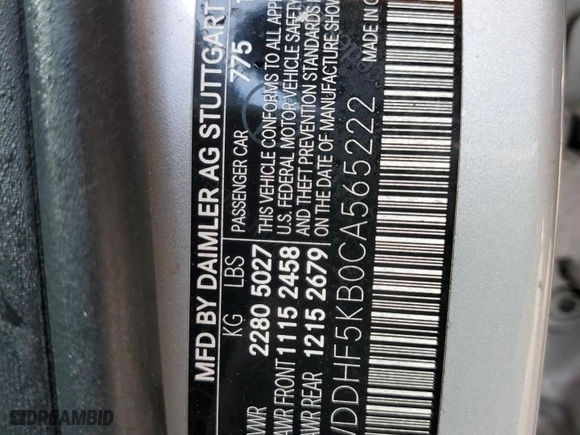 MFD BY DAIMLER AG STUTTGART
775
KG LBS PASSENGER CAR
2280 5027 THIS VEHICLE CONFORMS TO ALL
FRONT 1115 2458 U.S. FEDERAL MOTOR VEHICLE SAFETY
REAR 1215 2679 AND THEFT PREVENTION STANDARDS
ON THE DATE OF MANUFACTURE SHOWN
MADE IN
DDHF5KB0CA565222
DREAMBID